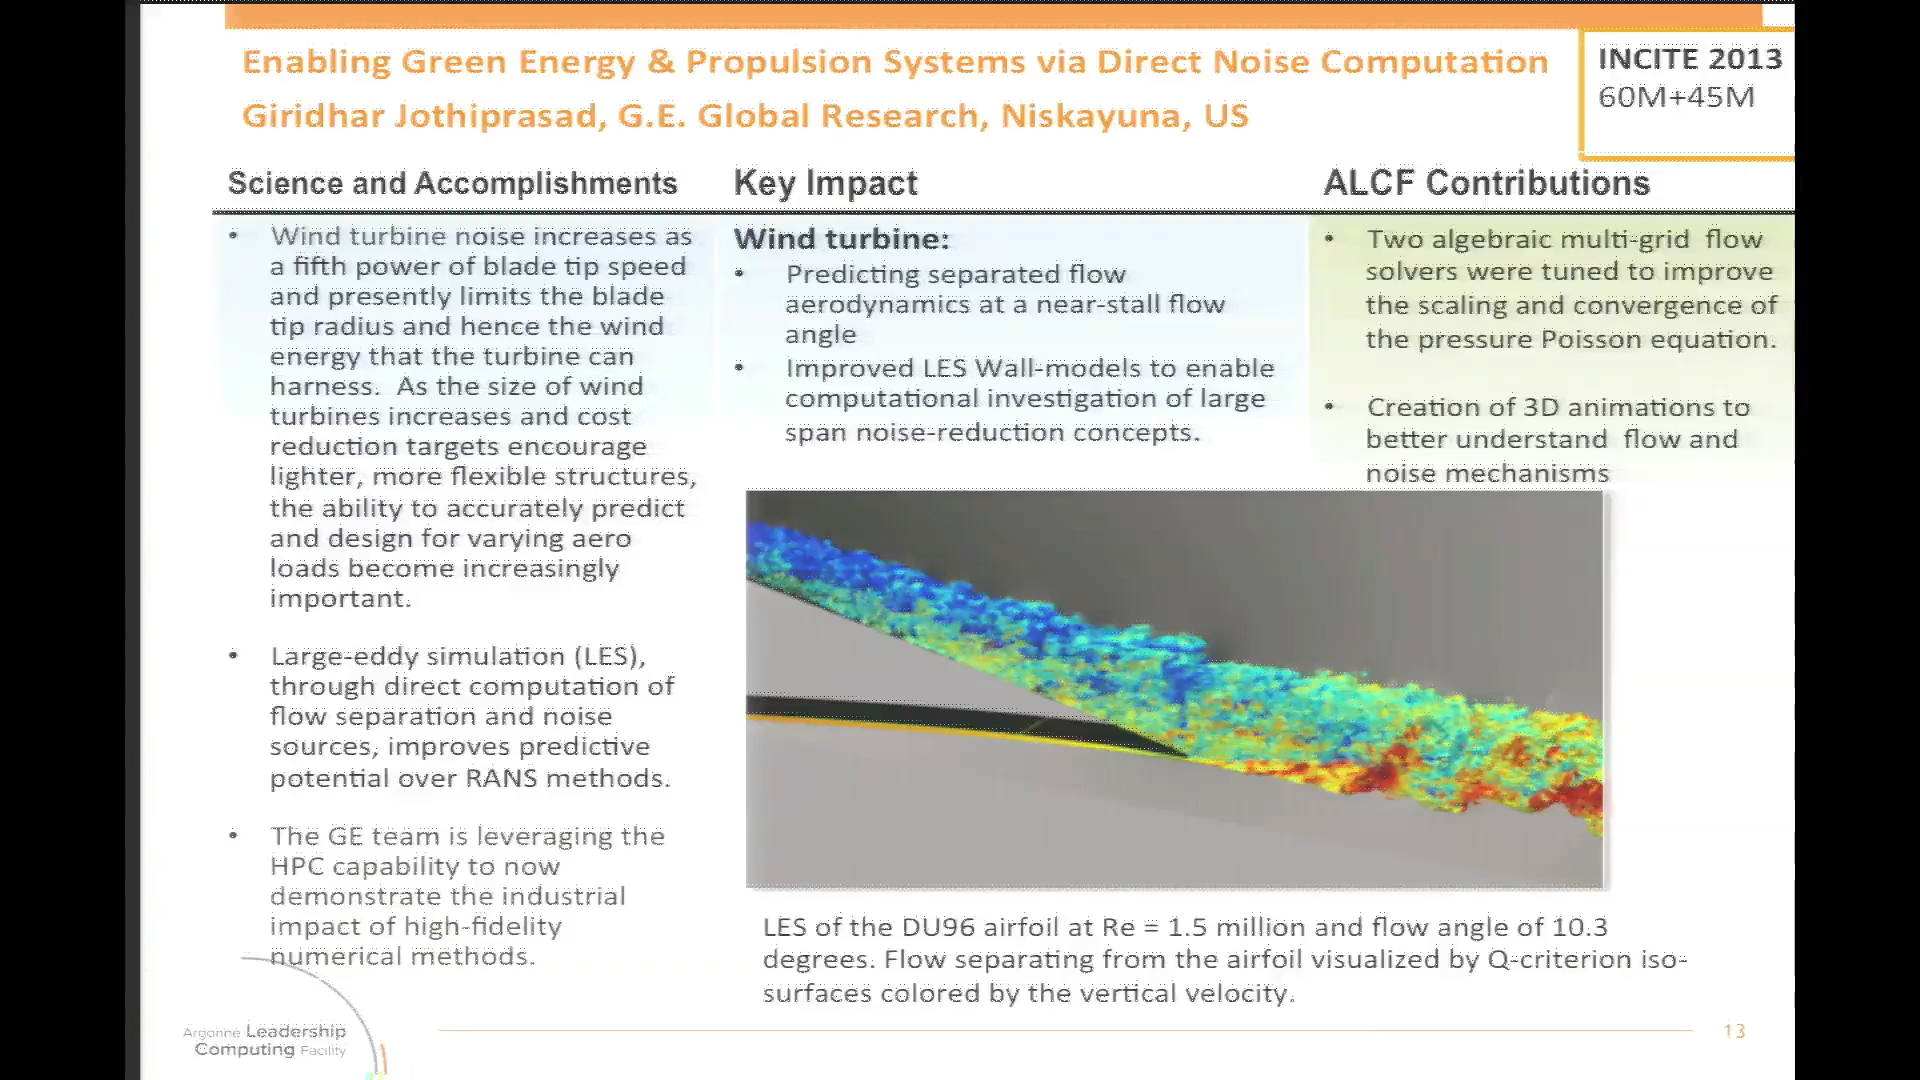 Enabling Green Energy & Propulsion Systems via Direct Noise Computation
Giridhar Jothiprasad, G.E. Global Research, Niskayuna, US
INCITE 2013
60M+45M
Science and Accomplishments
• Wind turbine noise increases as
a fifth power of blade tip speed
and presently limits the blade
tip radius and hence the wind
energy that the turbine can
harness. As the size of wind
turbines increases and cost
reduction targets encourage
lighter, more flexible structures,
the ability to accurately predict
and design for varying aero
loads become increasingly
important.
• Large-eddy simulation (LES),
through direct computation of
flow separation and noise
sources, improves predictive
potential over RANS methods.
• The GE team is leveraging the
HPC capability to now
demonstrate the industrial
impact of high-fidelity
numerical methods.
Key Impact
Wind turbine:
• Predicting separated flow
aerodynamics at a near-stall flow
angle
• Improved LES Wall-models to enable
computational investigation of large
span noise-reduction concepts.
ALCF Contributions
• Two algebraic multi-grid flow
solvers were tuned to improve
the scaling and convergence of
the pressure Poisson equation.
• Creation of 3D animations to
better understand flow and
noise mechanisms
LES of the DU96 airfoil at Re = 1.5 million and flow angle of 10.3
degrees. Flow separating from the airfoil visualized by Q-criterion iso-
surfaces colored by the vertical velocity.
Argonne Leadership
Computing Facility
13